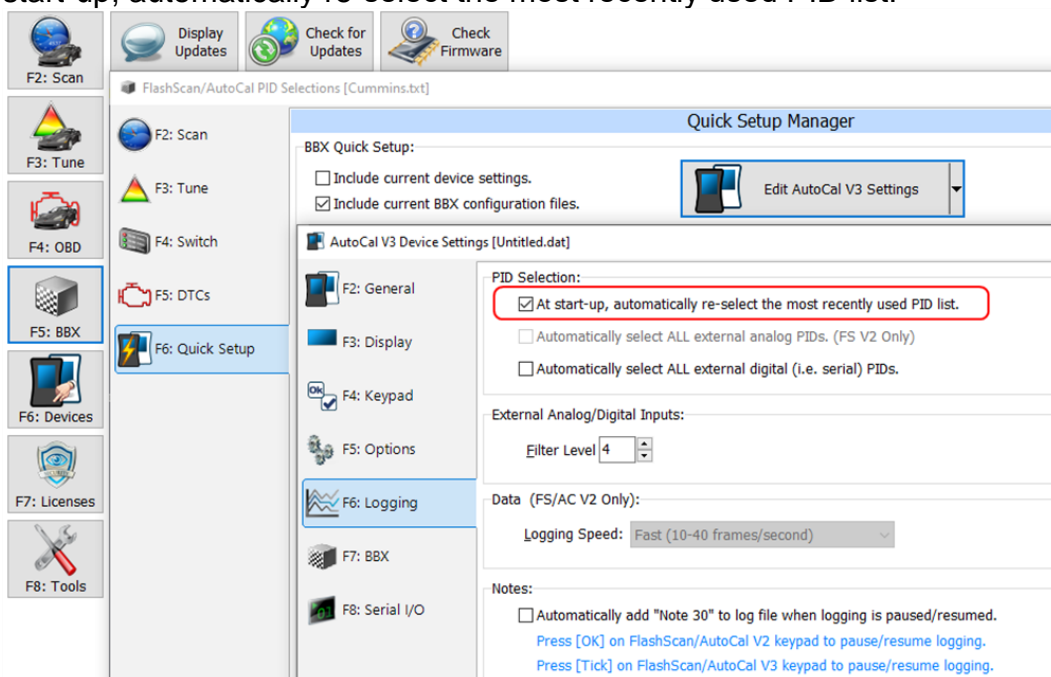 start-up, automatically re-select the most recently used PID list.
Display Updates
Check for Updates
Check Firmware
F2: Scan
F3: Tune
F4: OBD
F5: BBX
F6: Devices
F7: Licenses
F8: Tools
FlashScan/AutoCal PID Selections [Cummins.txt]
F2: Scan
F3: Tune
F4: Switch
F5: DTCs
F6: Quick Setup
Quick Setup Manager
BBX Quick Setup:
Include current device settings.
Include current BBX configuration files.
Edit AutoCal V3 Settings
AutoCal V3 Device Settings [Untitled.dat]
F2: General
F3: Display
Ok
F4: Keypad
F5: Options
F6: Logging
F7: BBX
F8: Serial I/O
PID Selection:
At start-up, automatically re-select the most recently used PID list.
Automatically select ALL external analog PIDs. (FS V2 Only)
Automatically select ALL external digital (i.e. serial) PIDs.
External Analog/Digital Inputs:
Filter Level 4
Data (FS/AC V2 Only):
Logging Speed: Fast (10-40 frames/second)
Notes:
Automatically add "Note 30" to log file when logging is paused/resumed.
Press [OK] on FlashScan/AutoCal V2 keypad to pause/resume logging.
Press [Tick] on FlashScan/AutoCal V3 keypad to pause/resume logging.